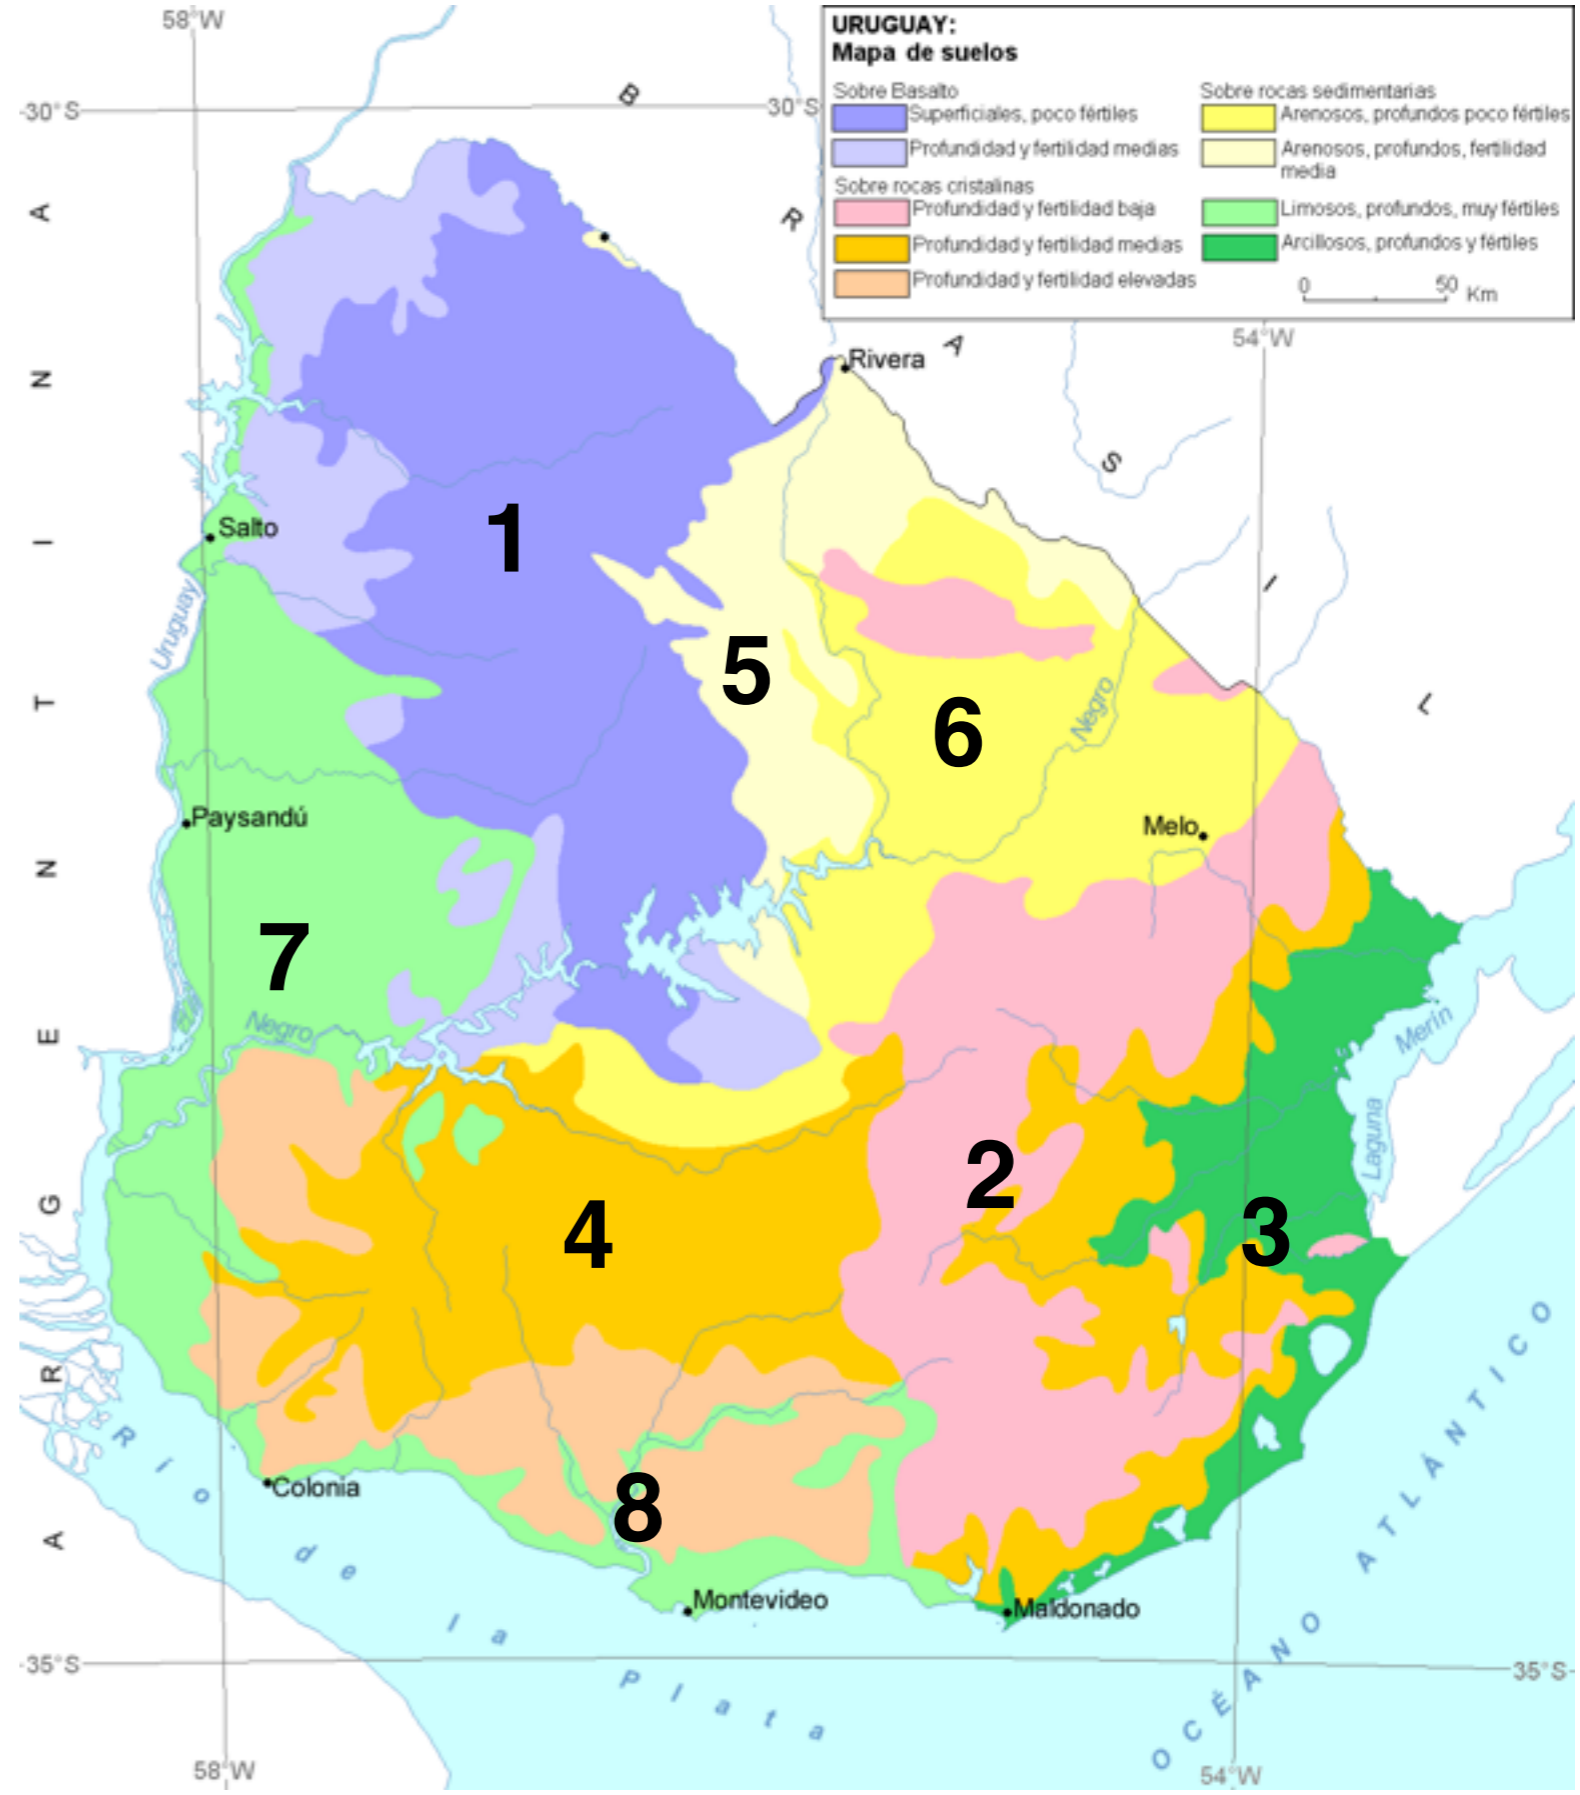 58°W
URUGUAY:
Mapa de suelos
Sobre Basalto
Superficiales, poco fértiles
Profundidad y fertilidad medias
Sobre rocas cristalinas
Profundidad y fertilidad baja
Profundidad y fertilidad medias
Profundidad y fertilidad elevadas
Sobre rocas sedimentarias
Arenosos, profundos poco fértiles
Arenosos, profundos, fertilidad
media
Limosos, profundos, muy fértiles
Arcillosos, profundos y fértiles
0 50 Km
-30°S
30°S
BRASIL
54°W
Rivera
1
Salto
Uruguay
5
6
Negro
Melo
Paysandú
7
Negro
Laguna Merín
2
3
4
ARGENTINA
8
Colonia
Montevideo
Maldonado
Río de la Plata
OCÉANO ATLÁNTICO
-35°S
35°S
58°W
54°W